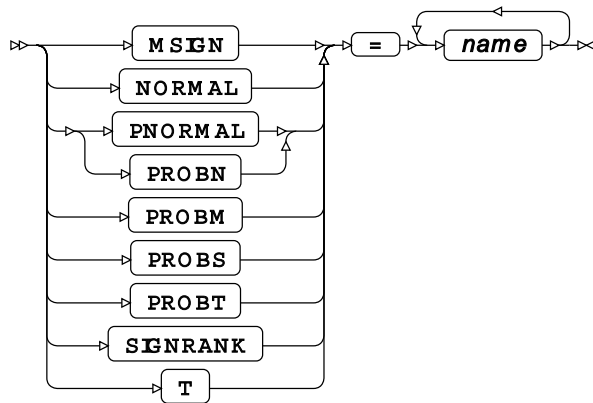 MSIGN = name
NORMAL
PNORMAL
PROBN
PROBM
PROBS
PROBT
SIGNRANK
T